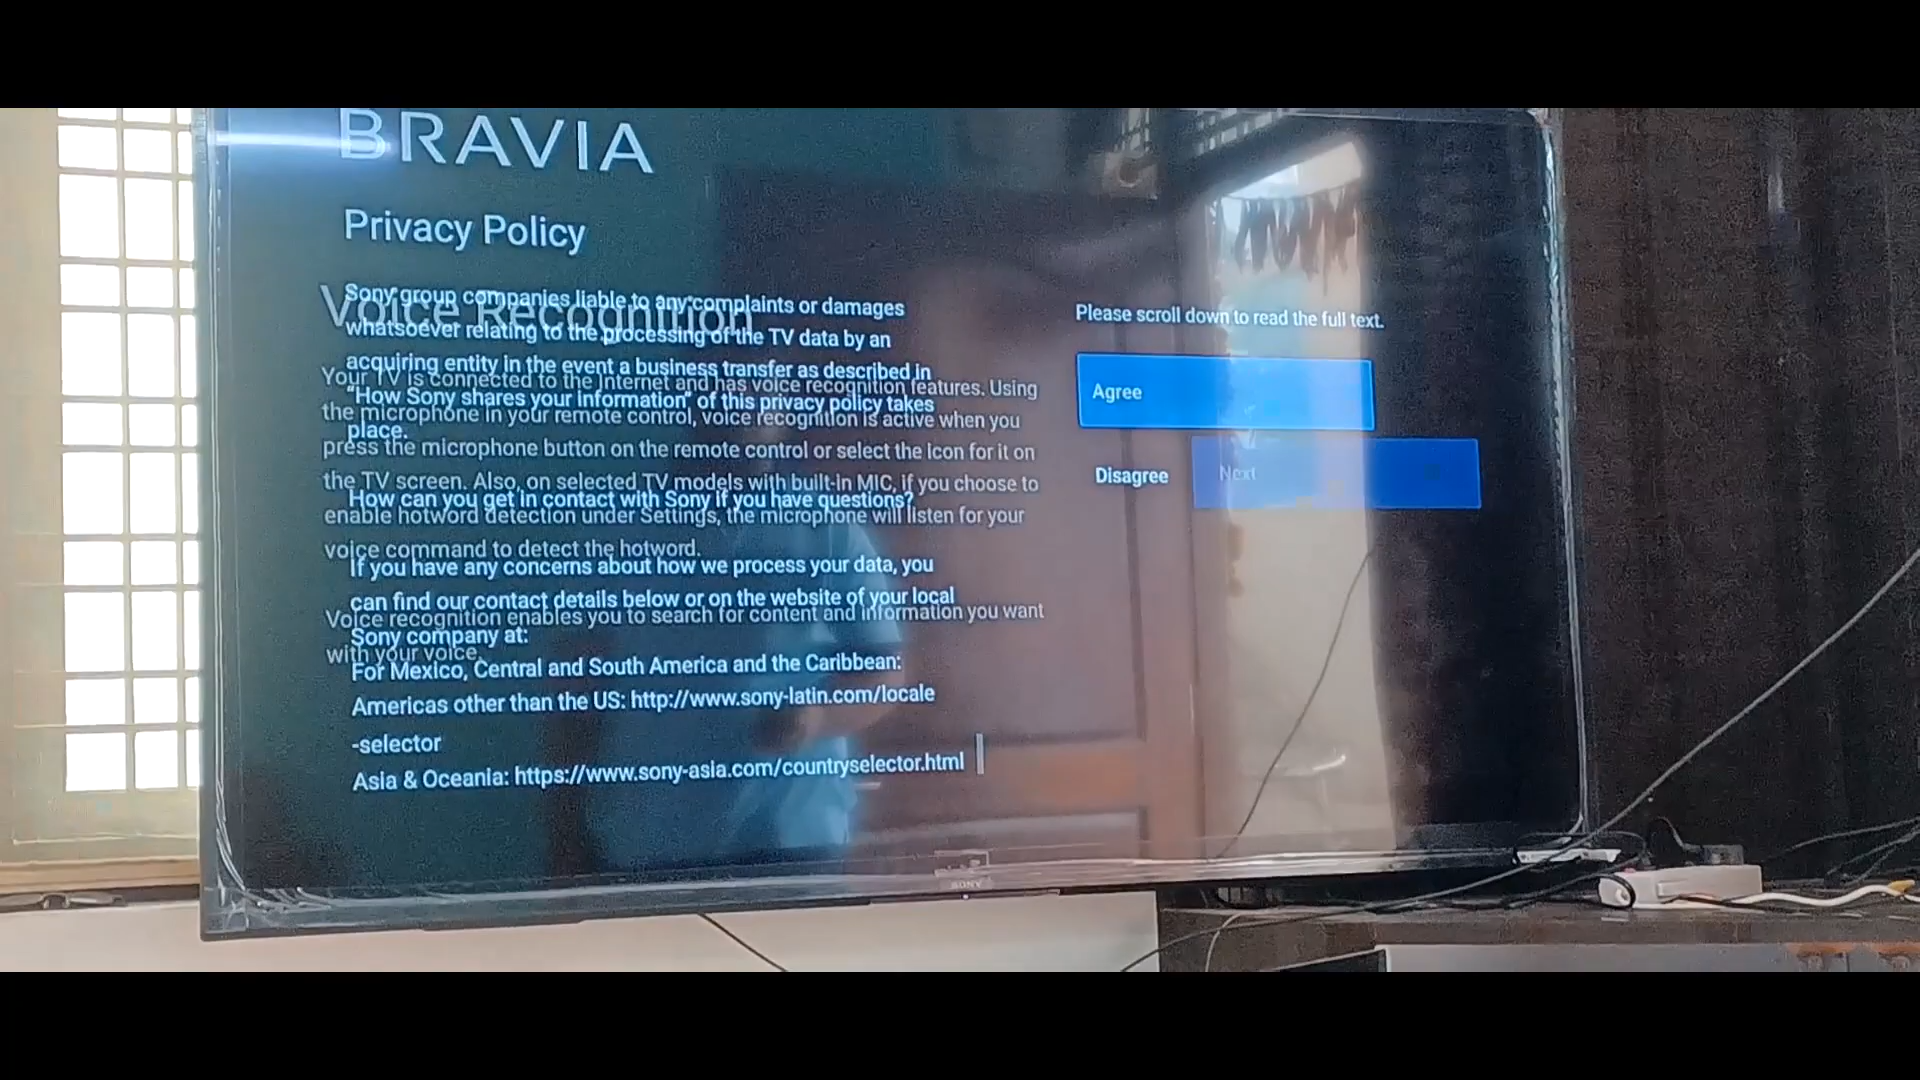 BRAVIA
Privacy Policy
Sony group companies liable to any complaints or damages
Voice Recognition
whatsoever relating to the processing of the TV data by an
acquiring entity in the event a business transfer as described in
Your TV is connected to the Internet and has voice recognition features. Using
"How Sony shares your information" of this privacy policy takes
the microphone in your remote control, voice recognition is active when you
place.
press the microphone button on the remote control or select the icon for it on
the TV screen. Also, on selected TV models with built-in MIC, if you choose to
How can you get in contact with Sony if you have questions?
enable hotword detection under Settings, the microphone will listen for your
voice command to detect the hotword.
If you have any concerns about how we process your data, you
can find our contact details below or on the website of your local
Voice recognition enables you to search for content and information you want
Sony company at:
with your voice.
For Mexico, Central and South America and the Caribbean:
Americas other than the US: http://www.sony-latin.com/locale
-selector
Asia & Oceania: https://www.sony-asia.com/countryselector.html
Please scroll down to read the full text.
Agree
Disagree
Next
SONY